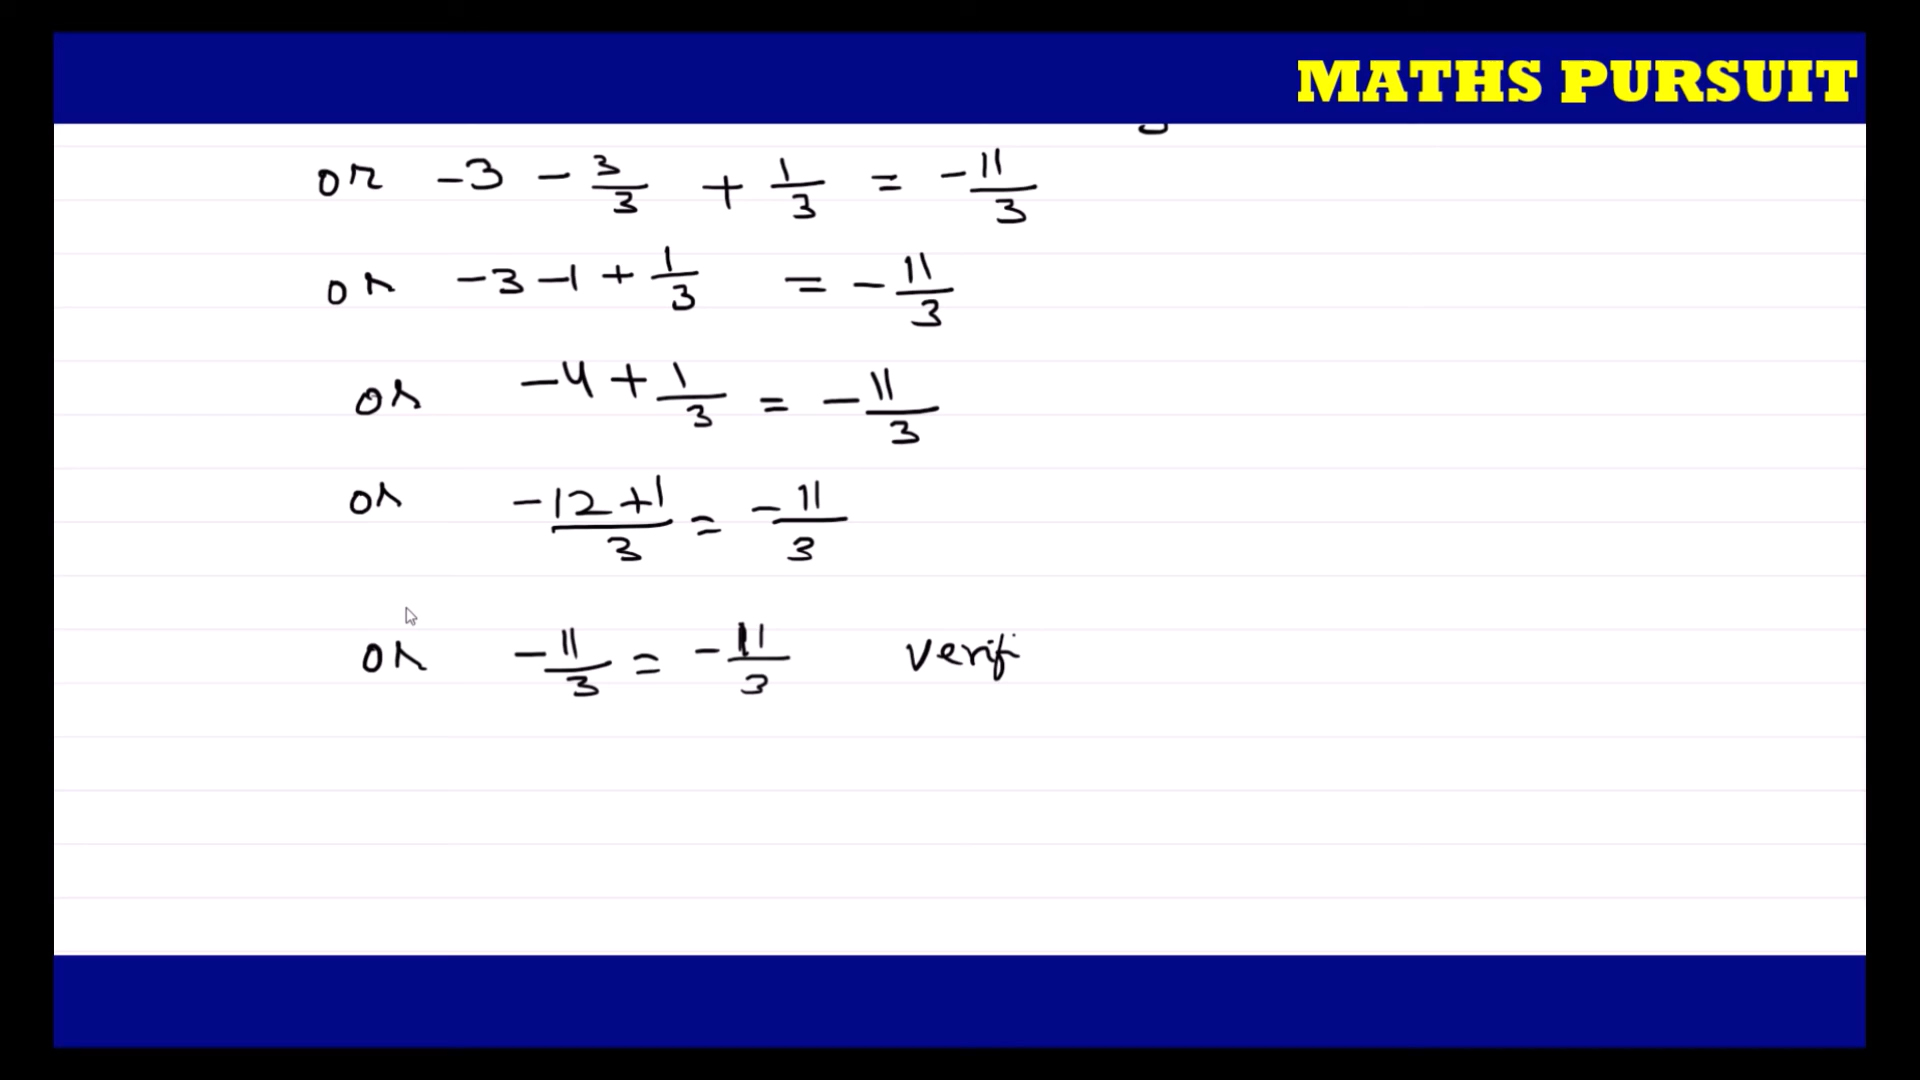 MATHS PURSUIT
or -3 - 3/3 + 1/3 = -11/3
or -3 -1 + 1/3 = -11/3
or -4 + 1/3 = -11/3
or -12+1/3 = -11/3
or -11/3 = -11/3 verifi